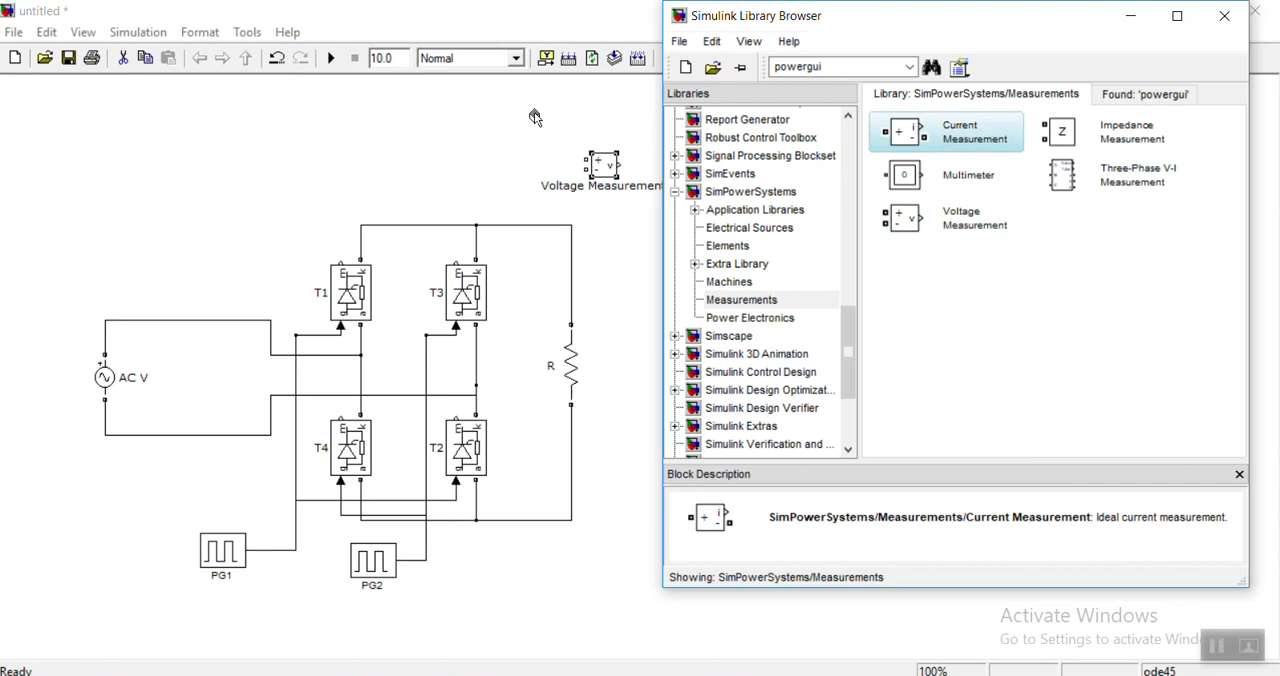 untitled *
File Edit View Simulation Format Tools Help
10.0 Normal
Voltage Measurement
T1
T3
AC V
R
T4
T2
PG1
PG2
Ready
100%
ode45
Simulink Library Browser
File Edit View Help
powergui
Libraries
Report Generator
Robust Control Toolbox
Signal Processing Blockset
SimEvents
SimPowerSystems
Application Libraries
Electrical Sources
Elements
Extra Library
Machines
Measurements
Power Electronics
Simscape
Simulink 3D Animation
Simulink Control Design
Simulink Design Optimizat...
Simulink Design Verifier
Simulink Extras
Simulink Verification and ...
Library: SimPowerSystems/Measurements
Found: 'powergui'
Current
Measurement
Impedance
Measurement
Multimeter
Three-Phase V-I
Measurement
Voltage
Measurement
Block Description
SimPowerSystems/Measurements/Current Measurement: Ideal current measurement.
Showing: SimPowerSystems/Measurements
Activate Windows
Go to Settings to activate Wind